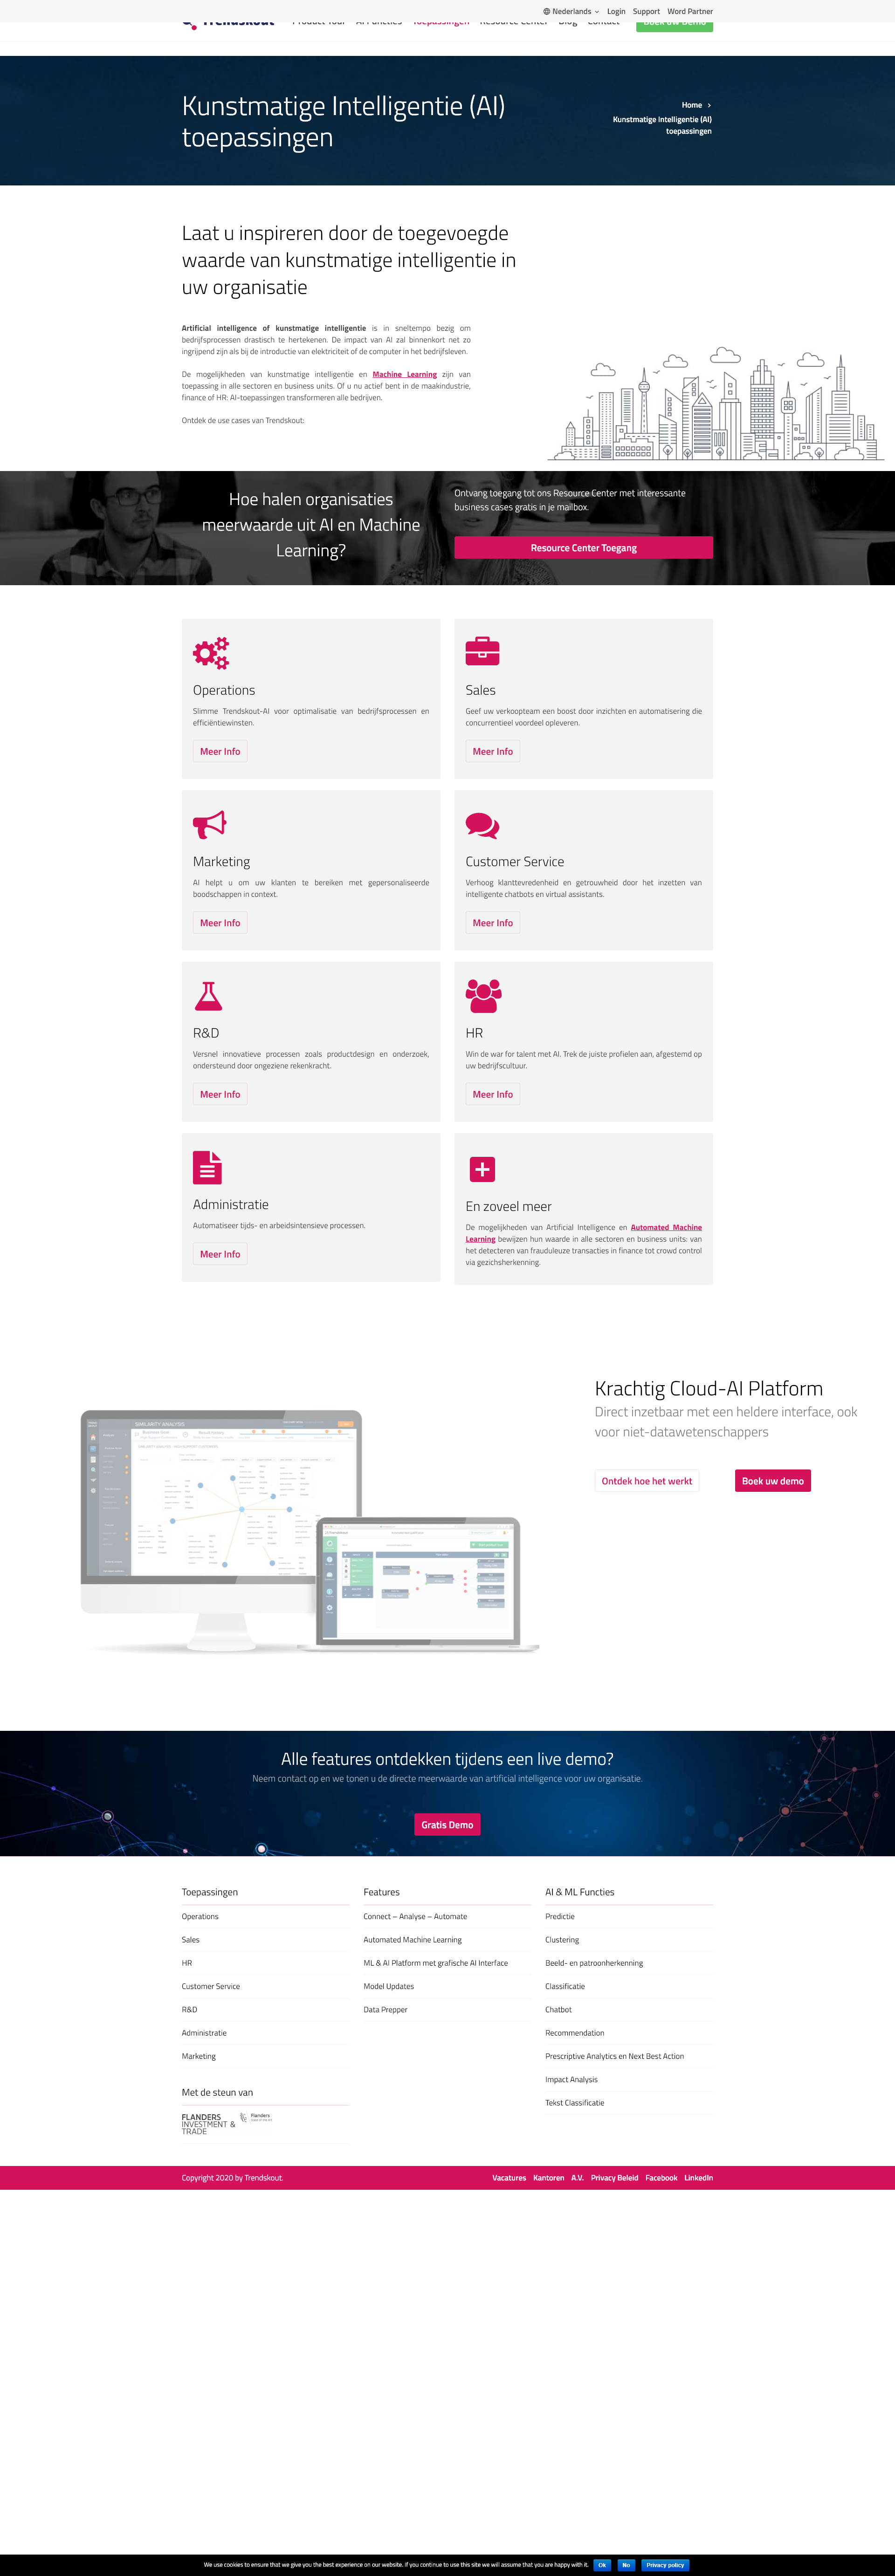 Nederlands
Login
Support
Word Partner
Trendskout
Product Tour
AI Functies
Toepassingen
Resource Center
Blog
Contact
Boek Uw Demo
Kunstmatige Intelligentie (AI)
toepassingen
Home
Kunstmatige Intelligentie (AI)
toepassingen
Laat u inspireren door de toegevoegde
waarde van kunstmatige intelligentie in
uw organisatie
Artificial intelligence of kunstmatige intelligentie is in sneltempo bezig om
bedrijfsprocessen drastisch te hertekenen. De impact van AI zal binnenkort net zo
ingrijpend zijn als bij de introductie van elektriciteit of de computer in het bedrijfsleven.
De mogelijkheden van kunstmatige intelligentie en Machine Learning zijn van
toepassing in alle sectoren en business units. Of u nu actief bent in de maakindustrie,
finance of HR: AI-toepassingen transformeren alle bedrijven.
Ontdek de use cases van Trendskout:
Hoe halen organisaties
meerwaarde uit AI en Machine
Learning?
Ontvang toegang tot ons Resource Center met interessante
business cases gratis in je mailbox.
Resource Center Toegang
Operations
Slimme Trendskout-AI voor optimalisatie van bedrijfsprocessen en
efficiëntiewinsten.
Meer Info
Sales
Geef uw verkoopteam een boost door inzichten en automatisering die
concurrentieel voordeel opleveren.
Meer Info
Marketing
AI helpt u om uw klanten te bereiken met gepersonaliseerde
boodschappen in context.
Meer Info
Customer Service
Verhoog klanttevredenheid en getrouwheid door het inzetten van
intelligente chatbots en virtual assistants.
Meer Info
R&D
Versnel innovatieve processen zoals productdesign en onderzoek,
ondersteund door ongeziene rekenkracht.
Meer Info
HR
Win de war for talent met AI. Trek de juiste profielen aan, afgestemd op
uw bedrijfscultuur.
Meer Info
Administratie
Automatiseer tijds- en arbeidsintensieve processen.
Meer Info
En zoveel meer
De mogelijkheden van Artificial Intelligence en Automated Machine
Learning bewijzen hun waarde in alle sectoren en business units: van
het detecteren van frauduleuze transacties in finance tot crowd control
via gezichsherkenning.
SIMILARITY ANALYSIS
Krachtig Cloud-AI Platform
Direct inzetbaar met een heldere interface, ook
voor niet-datawetenschappers
Ontdek hoe het werkt
Boek uw demo
Alle features ontdekken tijdens een live demo?
Neem contact op en we tonen u de directe meerwaarde van artificial intelligence voor uw organisatie.
Gratis Demo
Toepassingen
Operations
Sales
HR
Customer Service
R&D
Administratie
Marketing
Met de steun van
FLANDERS
INVESTMENT &
TRADE
Flanders
Features
Connect – Analyse – Automate
Automated Machine Learning
ML & AI Platform met grafische AI Interface
Model Updates
Data Prepper
AI & ML Functies
Predictie
Clustering
Beeld- en patroonherkenning
Classificatie
Chatbot
Recommendation
Prescriptive Analytics en Next Best Action
Impact Analysis
Tekst Classificatie
Copyright 2020 by Trendskout.
Vacatures
Kantoren
A.V.
Privacy Beleid
Facebook
LinkedIn
We use cookies to ensure that we give you the best experience on our website. If you continue to use this site we will assume that you are happy with it.
Ok
No
Privacy policy